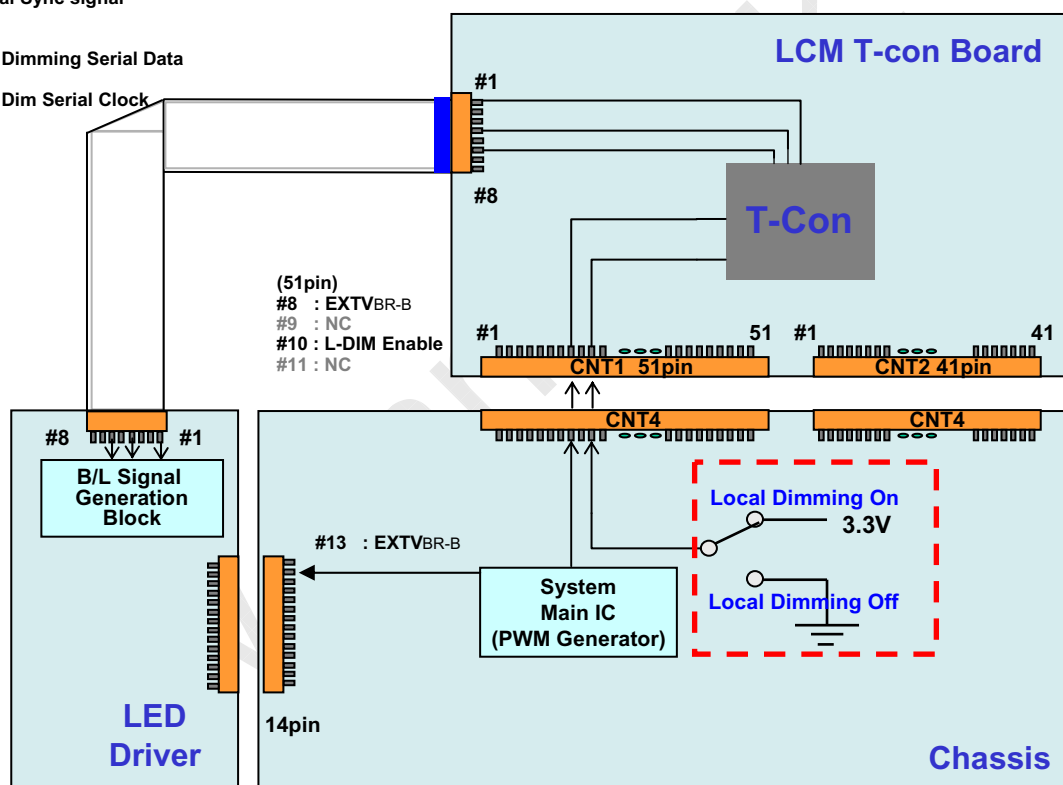 Sync signal
Dimming Serial Data
Dim Serial Clock
LCM T-con Board
#1
#8
T-Con
(51pin)
#8 : EXTVBR-B
#9 : NC
#10 : L-DIM Enable
#11 : NC
#1
51
#1
41
CNT1 51pin
CNT2 41pin
CNT4
CNT4
#8
#1
B/L Signal
Generation
Block
Local Dimming On
3.3V
#13 : EXTVBR-B
System
Main IC
(PWM Generator)
Local Dimming Off
LED
Driver
14pin
Chassis